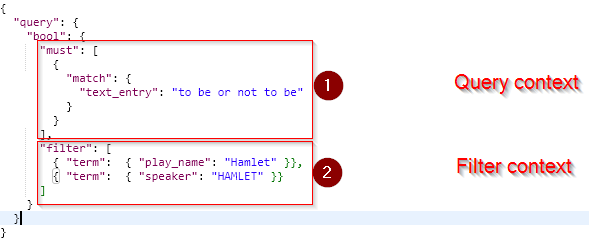 {
"query": {
"bool": {
"must": [
{
"match": {
"text_entry": "to be or not to be"
}
}
],
1
Query context
"filter": [
{ "term": { "play_name": "Hamlet" }},
{ "term": { "speaker": "HAMLET" }}
]
2
Filter context
}
}
}